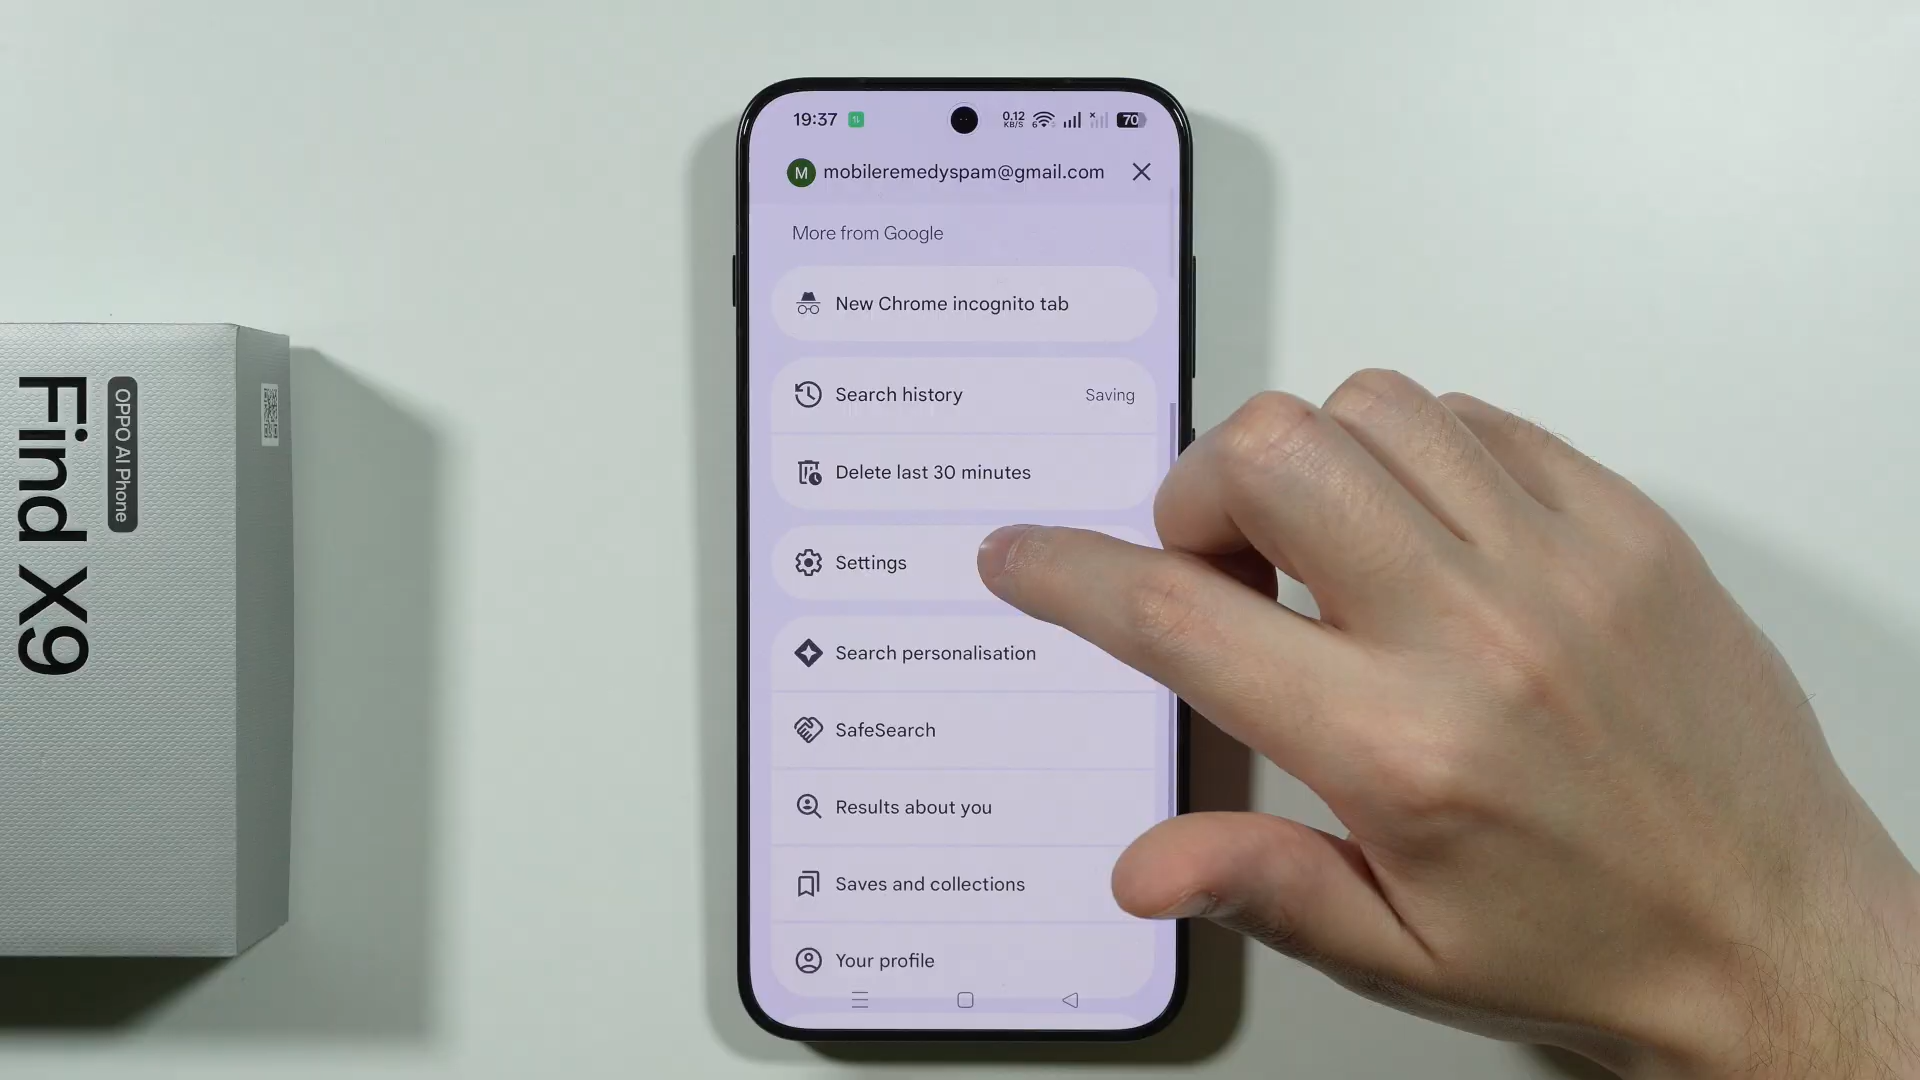 OPPO AI Phone
Find X9
19:37
0.12
KB/S
6
70
M mobileremedyspam@gmail.com
More from Google
New Chrome incognito tab
Search history Saving
Delete last 30 minutes
Settings
Search personalisation
SafeSearch
Results about you
Saves and collections
Your profile